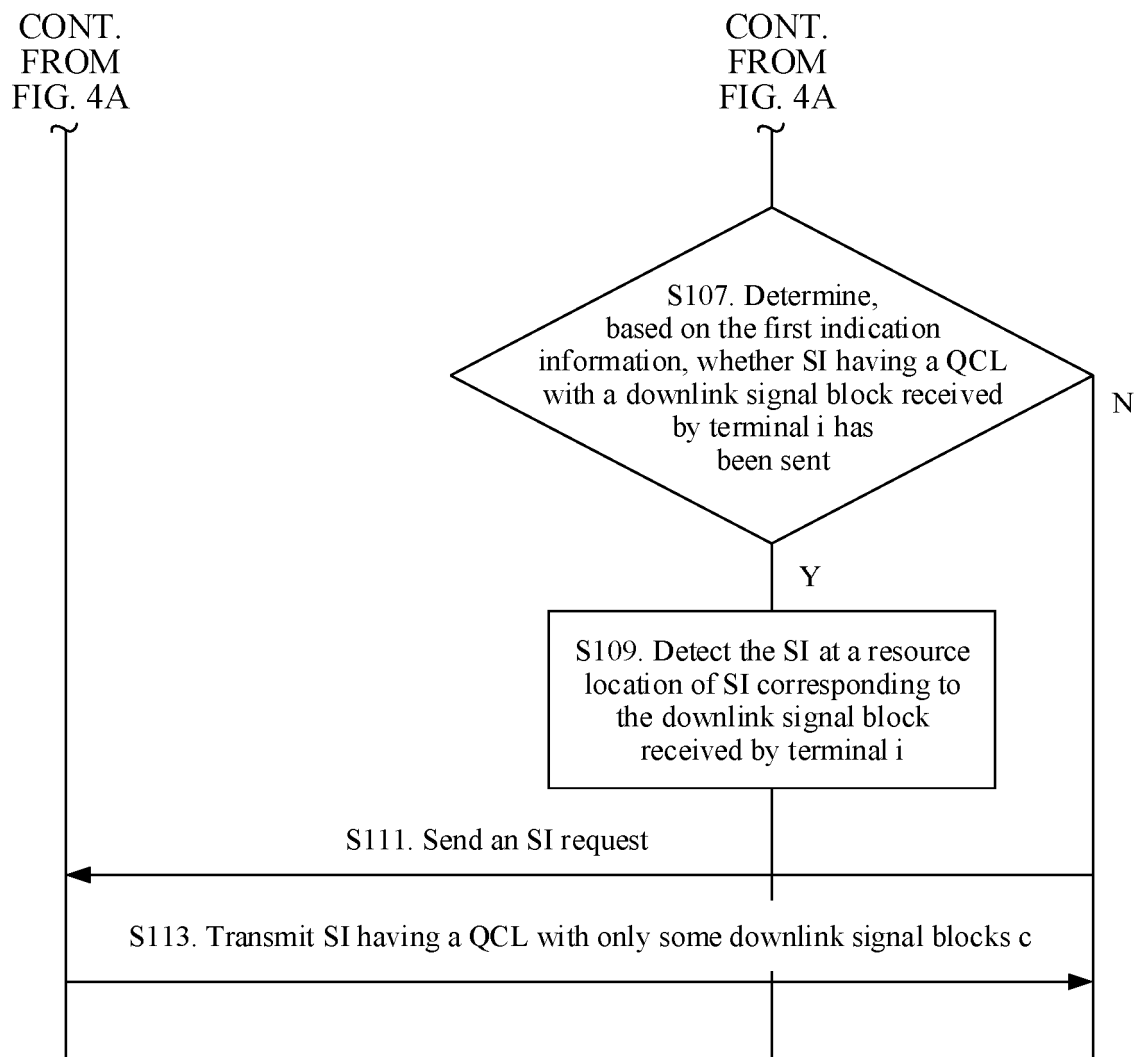 CONT.
FROM
FIG. 4A
CONT.
FROM
FIG. 4A
S107. Determine,
based on the first indication
information, whether SI having a QCL
with a downlink signal block received
by terminal i has
been sent
N
Y
S109. Detect the SI at a resource
location of SI corresponding to
the downlink signal block
received by terminal i
S111. Send an SI request
S113. Transmit SI having a QCL with only some downlink signal blocks c